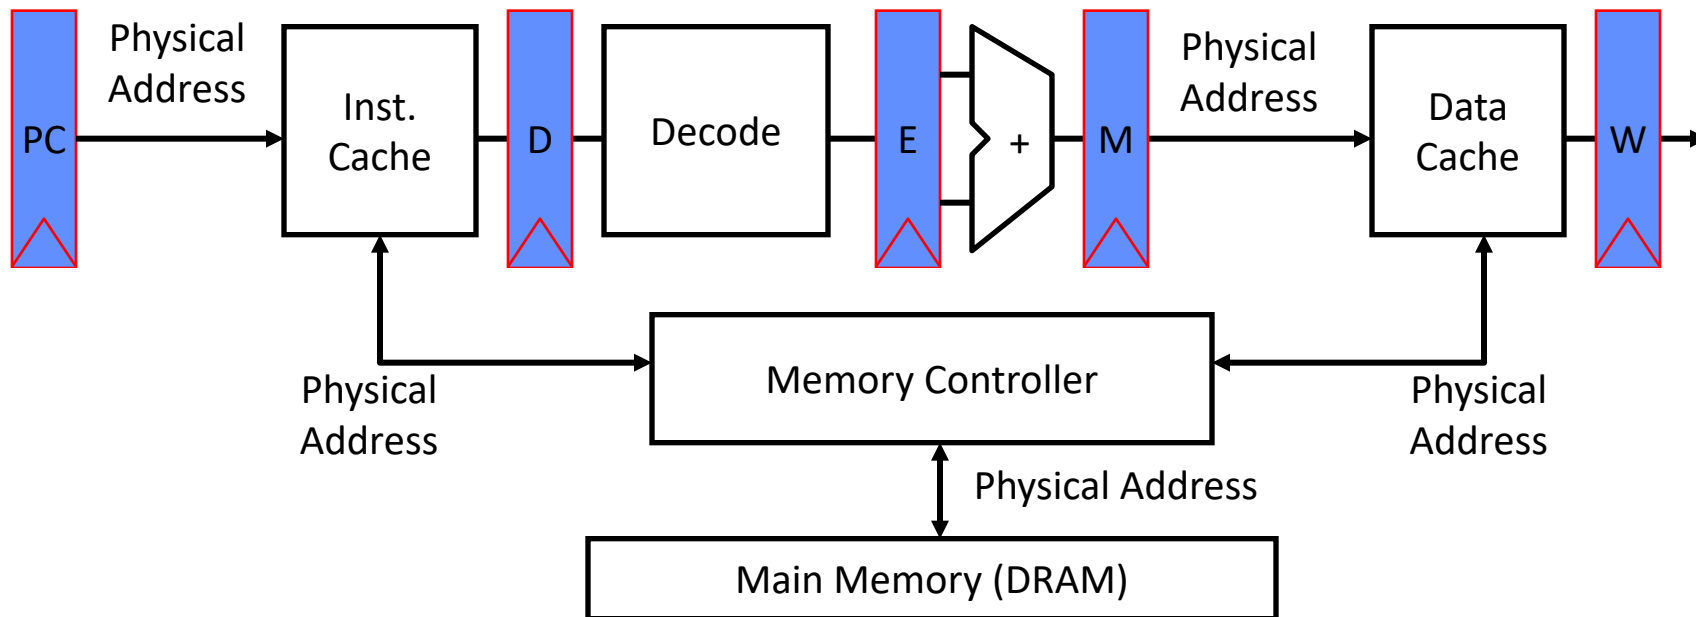 Physical
Address
PC
Inst.
Cache
D
Decode
E
+
M
Physical
Address
Data
Cache
W
Physical
Address
Memory Controller
Physical
Address
Physical Address
Main Memory (DRAM)